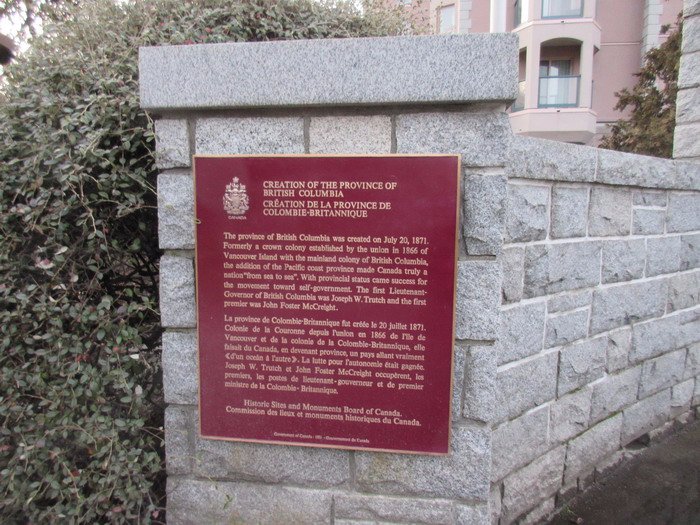 CREATION OF THE PROVINCE OF
BRITISH COLUMBIA
CRÉATION DE LA PROVINCE DE
COLOMBIE-BRITANNIQUE
CANADA
The province of British Columbia was created on July 20, 1871.
Formerly a crown colony established by the union in 1866 of
Vancouver Island with the mainland colony of British Columbia,
the addition of the Pacific coast province made Canada truly a
nation "from sea to sea". With provincial status came success for
the movement toward self-government. The first Lieutenant-
Governor of British Columbia was Joseph W. Trutch and the first
premier was John Foster McCreight.
La province de Colombie-Britannique fut créée le 20 juillet 1871.
Colonie de la Couronne depuis l'union en 1866 de l'île de
Vancouver et de la colonie de la Colombie-Britannique, elle
faisait du Canada, en devenant province, un pays allant vraiment
«d'un océan à l'autre». La lutte pour l'autonomie était gagnée.
Joseph W. Trutch et John Foster McCreight occupèrent, les
premiers, les postes de lieutenant-gouverneur et de premier
ministre de la Colombie-Britannique.
Historic Sites and Monuments Board of Canada.
Commission des lieux et monuments historiques du Canada.
Government of Canada - Gouvernement du Canada